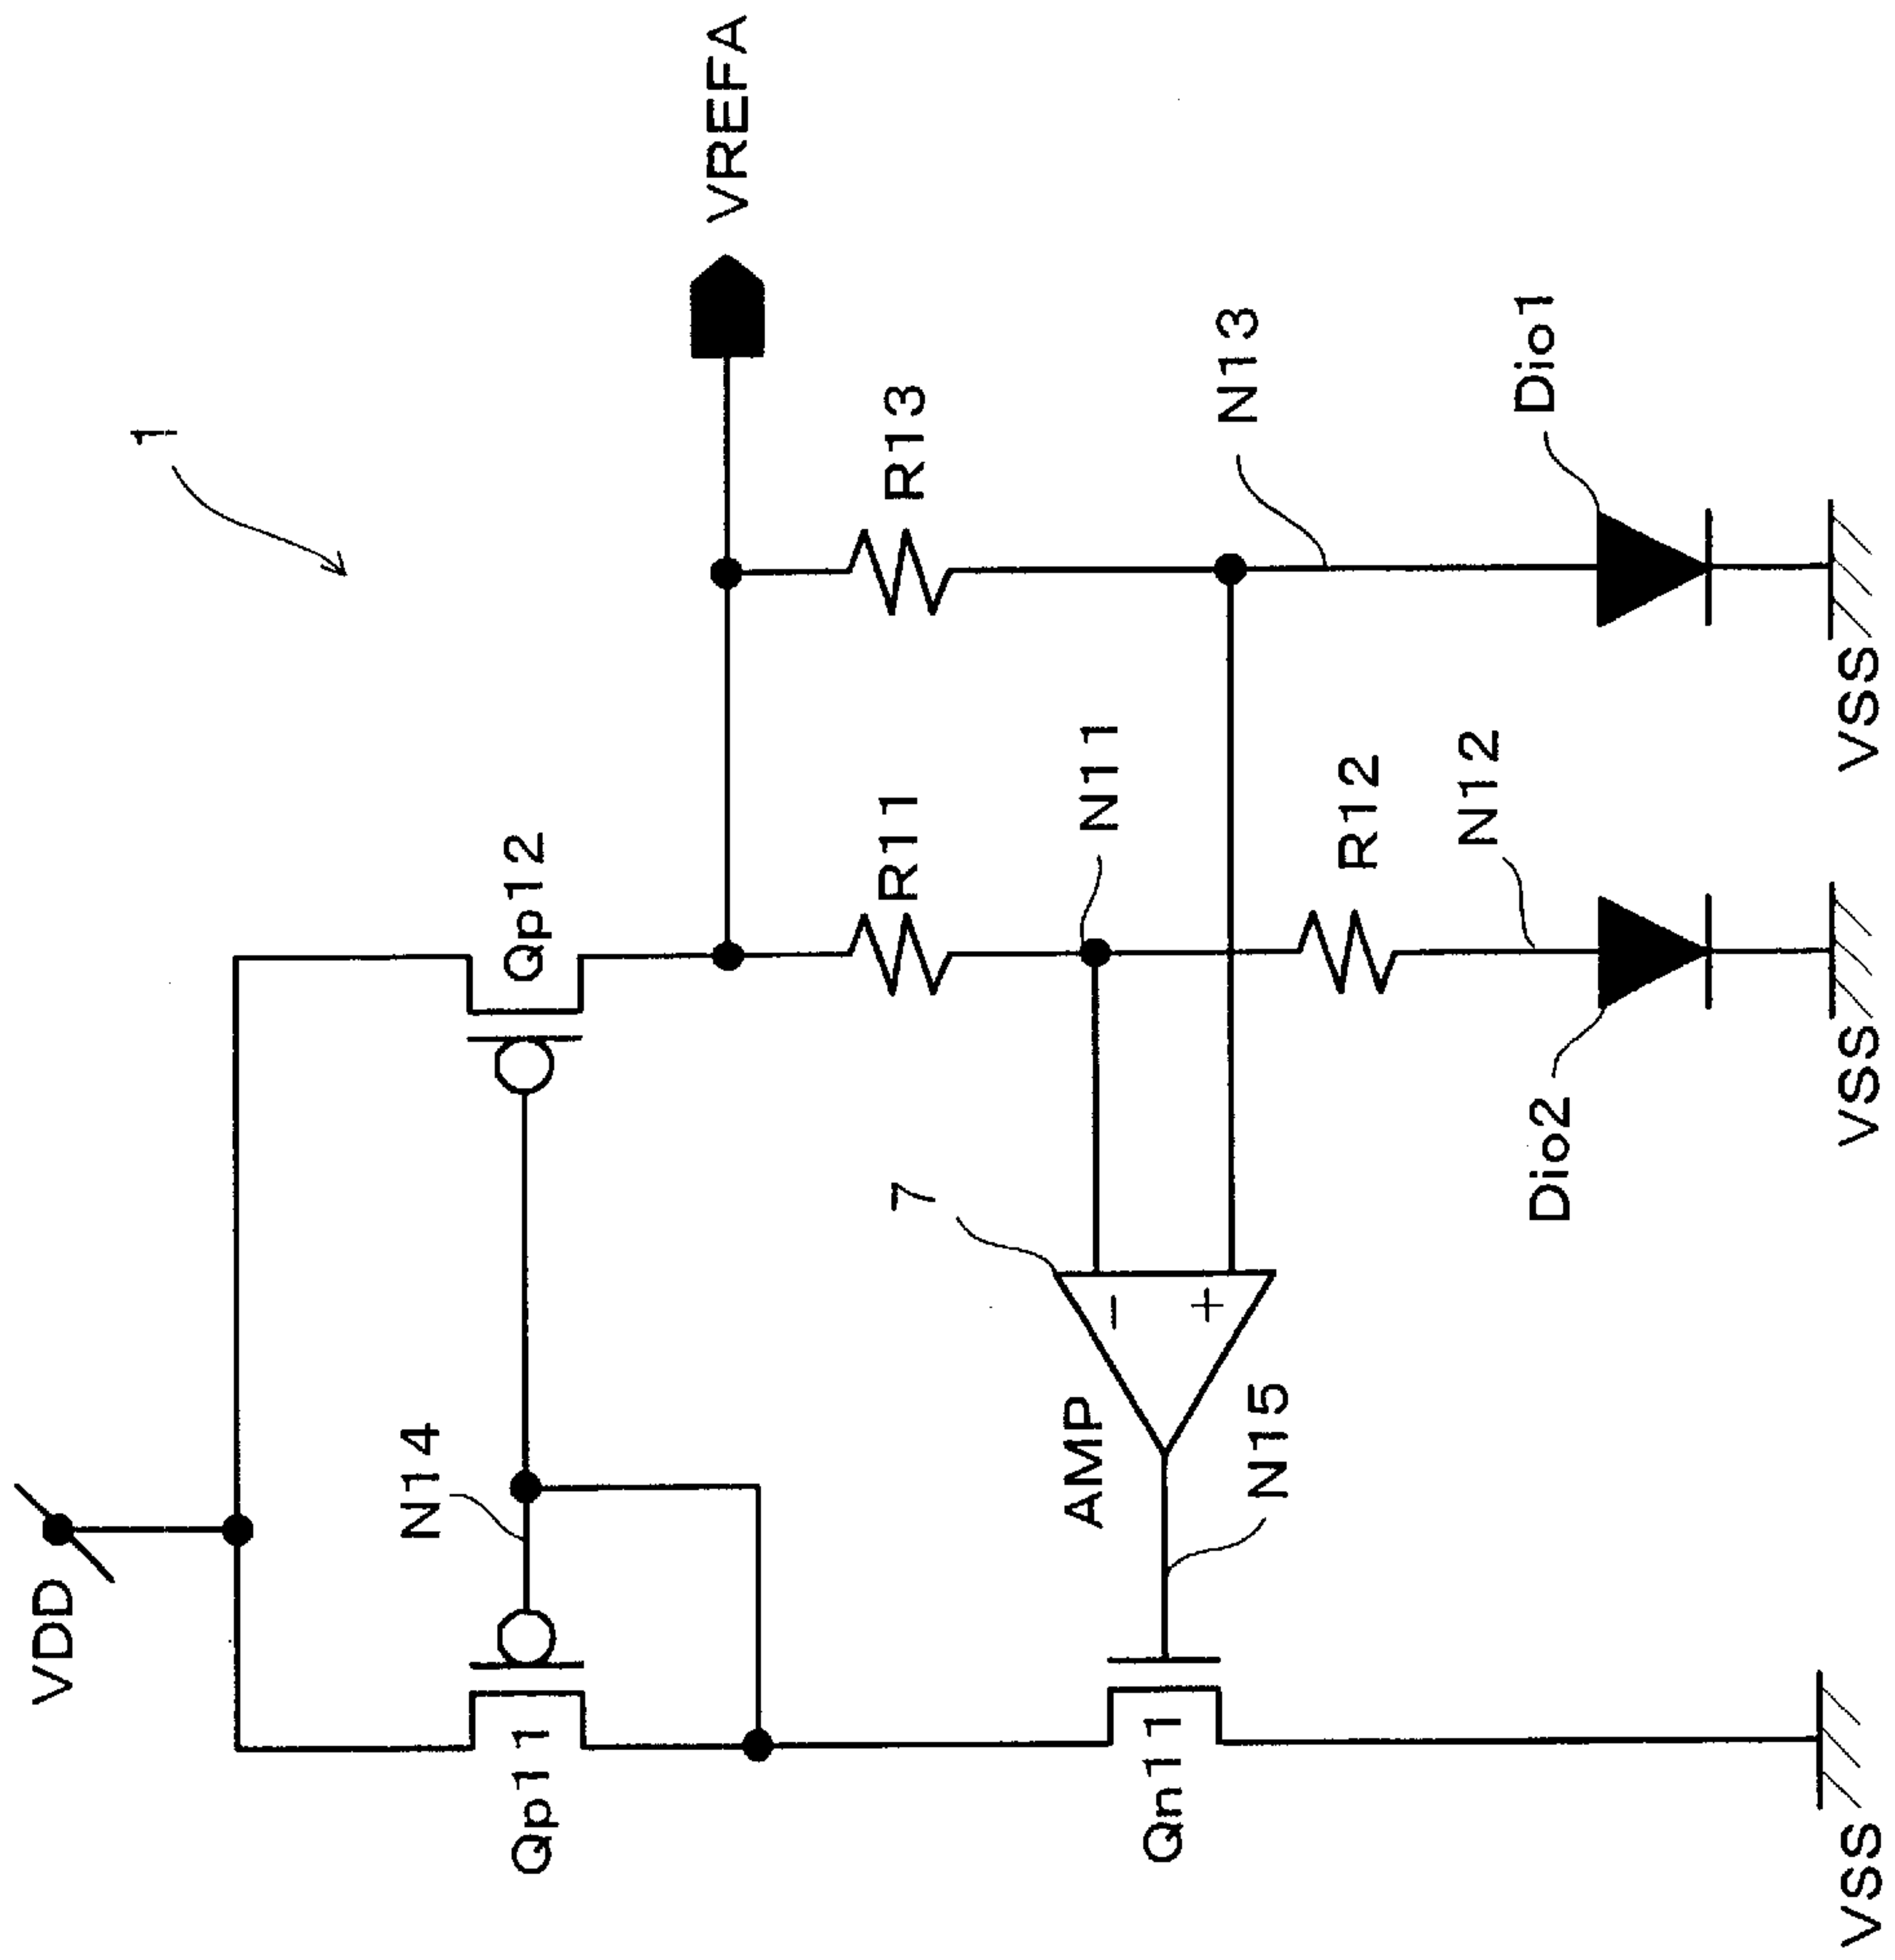 1
VDD
VREFA
Qp12
N14
Qp11
R11
R13
7
N11
N13
AMP
N15
R12
N12
Qn11
Dio2
Dio1
VSS
VSS
VSS
-
+